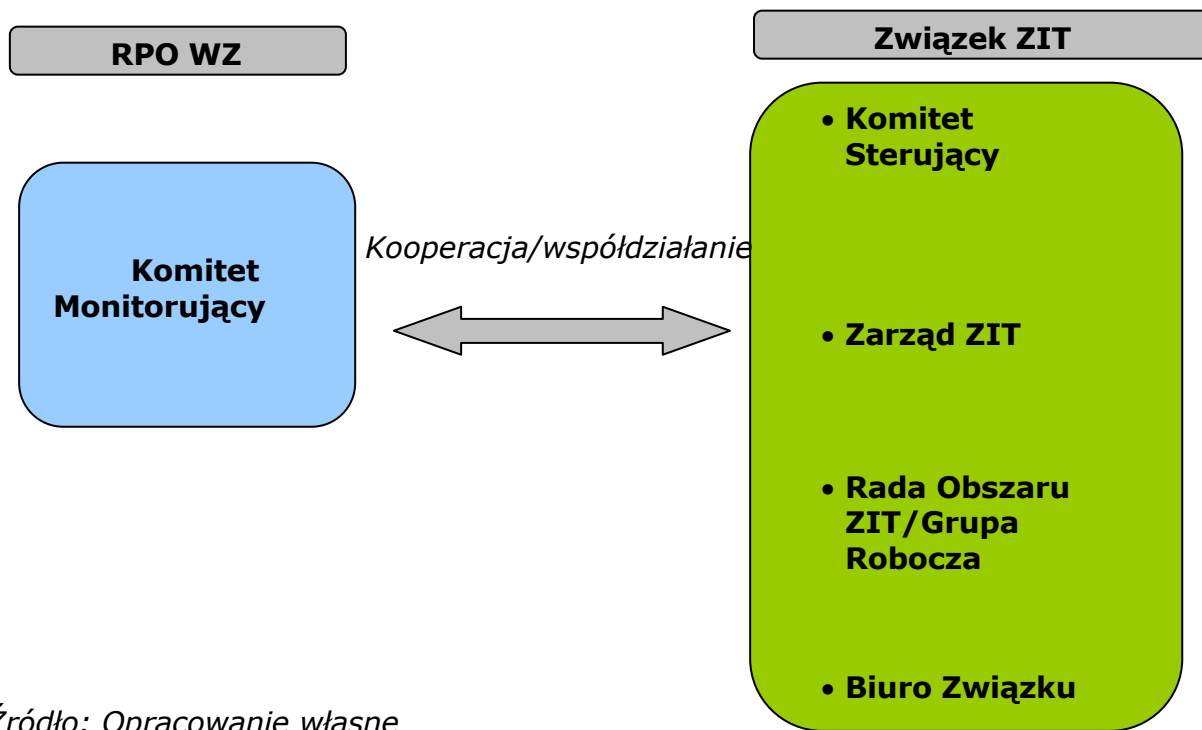 RPO WZ
Związek ZIT
Komitet
Monitorujący
Kooperacja/współdziałanie
• Komitet
Sterujący
• Zarząd ZIT
• Rada Obszaru
ZIT/Grupa
Robocza
• Biuro Związku
Źródło: Opracowanie własne